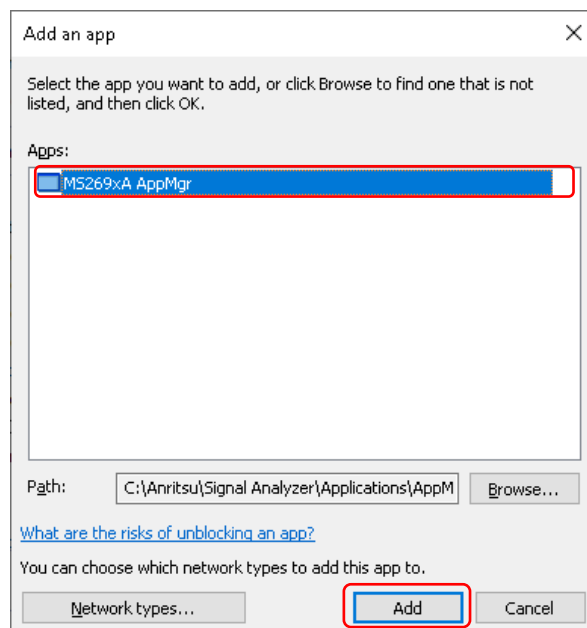 Add an app
Select the app you want to add, or click Browse to find one that is not
listed, and then click OK.
Apps:
MS269xA AppMgr
Path:
C:\Anritsu\Signal Analyzer\Applications\AppM
Browse...
What are the risks of unblocking an app?
You can choose which network types to add this app to.
Network types...
Add
Cancel